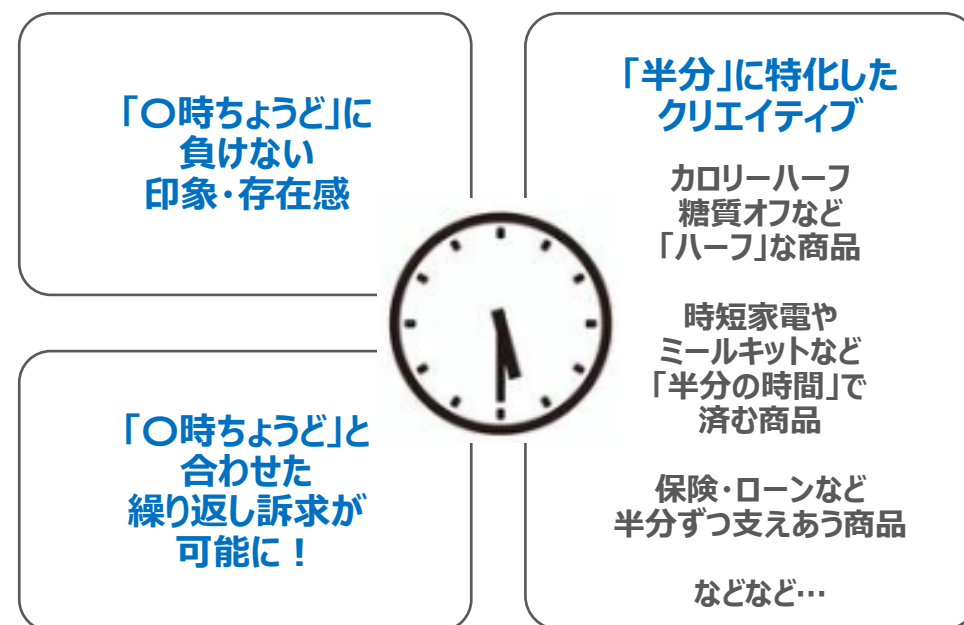 「〇時ちょうど」に
負けない
印象・存在感
「〇時ちょうど」と
合わせた
繰り返し訴求が
可能に！
「半分」に特化した
クリエイティブ
カロリーハーフ
糖質オフなど
「ハーフ」な商品
時短家電や
ミールキットなど
「半分の時間」で
済む商品
保険・ローンなど
半分ずつ支えあう商品
などなど…